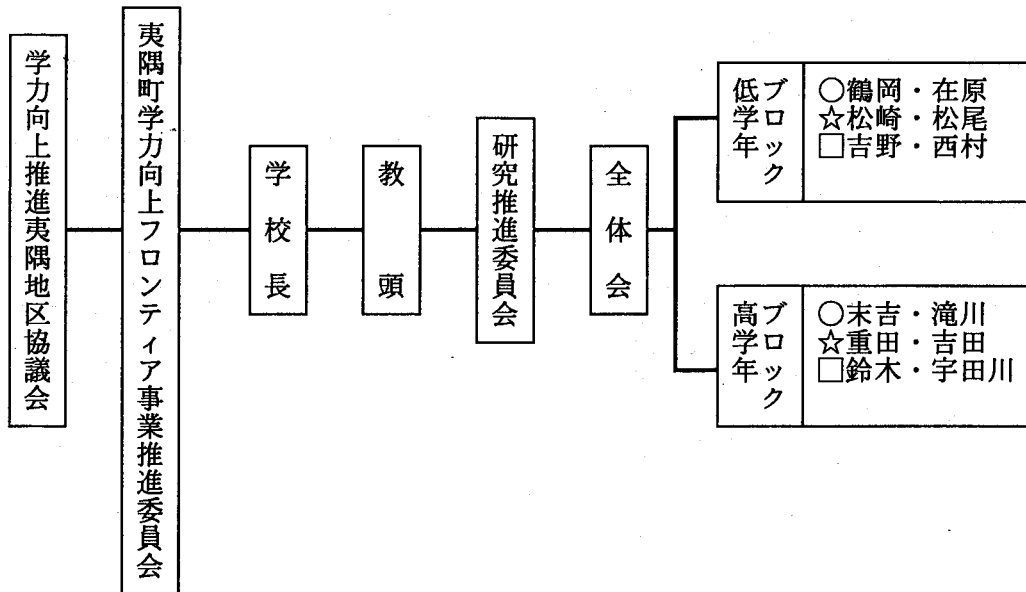 学力向上推進夷隅地区協議会
夷隅町学力向上フロンティア事業推進委員会
学校長
教頭
研究推進委員会
全体会
低学年
ブロック
○鶴岡・在原
☆松崎・松尾
□吉野・西村
高学年
ブロック
○末吉・滝川
☆重田・吉田
□鈴木・宇田川